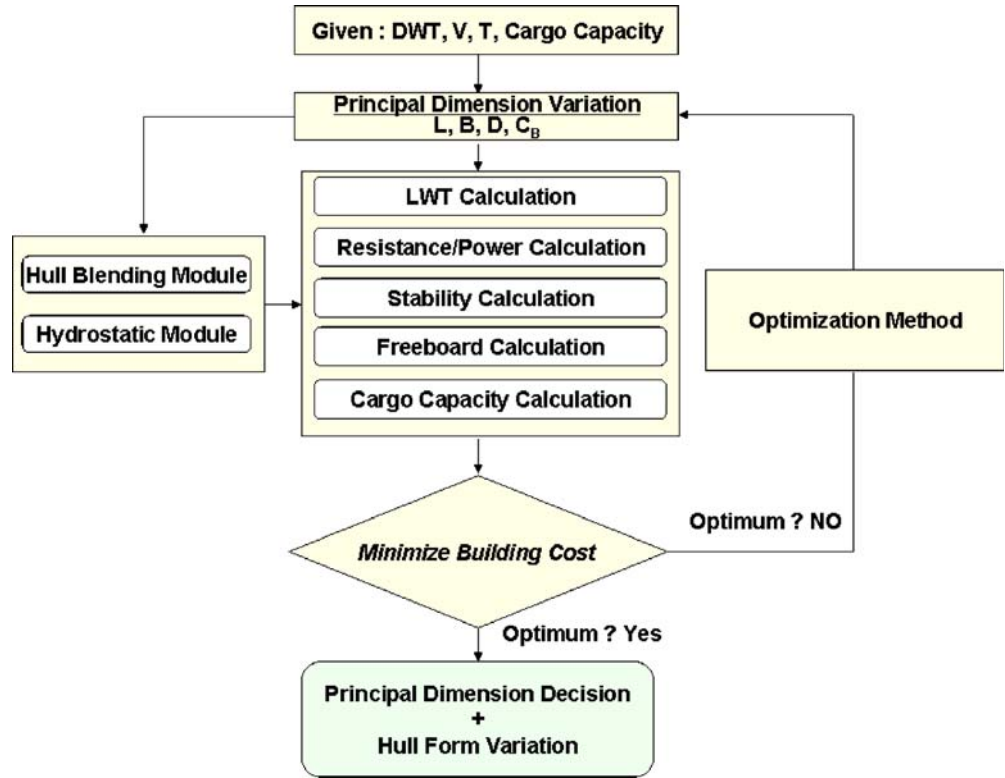 Given : DWT, V, T, Cargo Capacity
Principal Dimension Variation
L, B, D, C_B
LWT Calculation
Resistance/Power Calculation
Hull Blending Module
Stability Calculation
Hydrostatic Module
Freeboard Calculation
Cargo Capacity Calculation
Optimization Method
Minimize Building Cost
Optimum ? NO
Optimum ? Yes
Principal Dimension Decision
+
Hull Form Variation